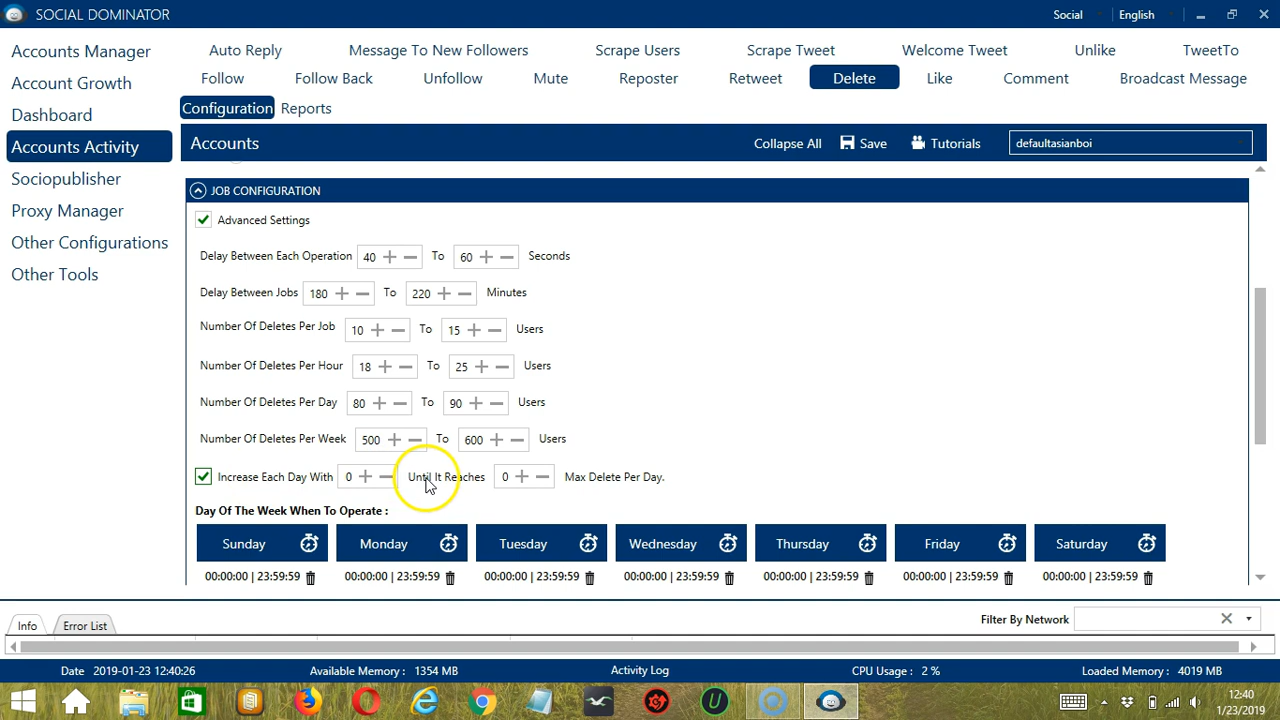 SOCIAL DOMINATOR
Social
English
Accounts Manager
Account Growth
Dashboard
Accounts Activity
Sociopublisher
Proxy Manager
Other Configurations
Other Tools
Auto Reply Message To New Followers Scrape Users Scrape Tweet Welcome Tweet Unlike TweetTo
Follow Follow Back Unfollow Mute Reposter Retweet Delete Like Comment Broadcast Message
Configuration Reports
Accounts Collapse All Save Tutorials defaultasianboi
JOB CONFIGURATION
Advanced Settings
Delay Between Each Operation 40 To 60 Seconds
Delay Between Jobs 180 To 220 Minutes
Number Of Deletes Per Job 10 To 15 Users
Number Of Deletes Per Hour 18 To 25 Users
Number Of Deletes Per Day 80 To 90 Users
Number Of Deletes Per Week 500 To 600 Users
Increase Each Day With 0 Until It Reaches 0 Max Delete Per Day.
Day Of The Week When To Operate :
Sunday Monday Tuesday Wednesday Thursday Friday Saturday
00:00:00 | 23:59:59 00:00:00 | 23:59:59 00:00:00 | 23:59:59 00:00:00 | 23:59:59 00:00:00 | 23:59:59 00:00:00 | 23:59:59 00:00:00 | 23:59:59
Info Error List Filter By Network
Date 2019-01-23 12:40:26 Available Memory : 1354 MB Activity Log CPU Usage : 2 % Loaded Memory : 4019 MB
12:40
1/23/2019